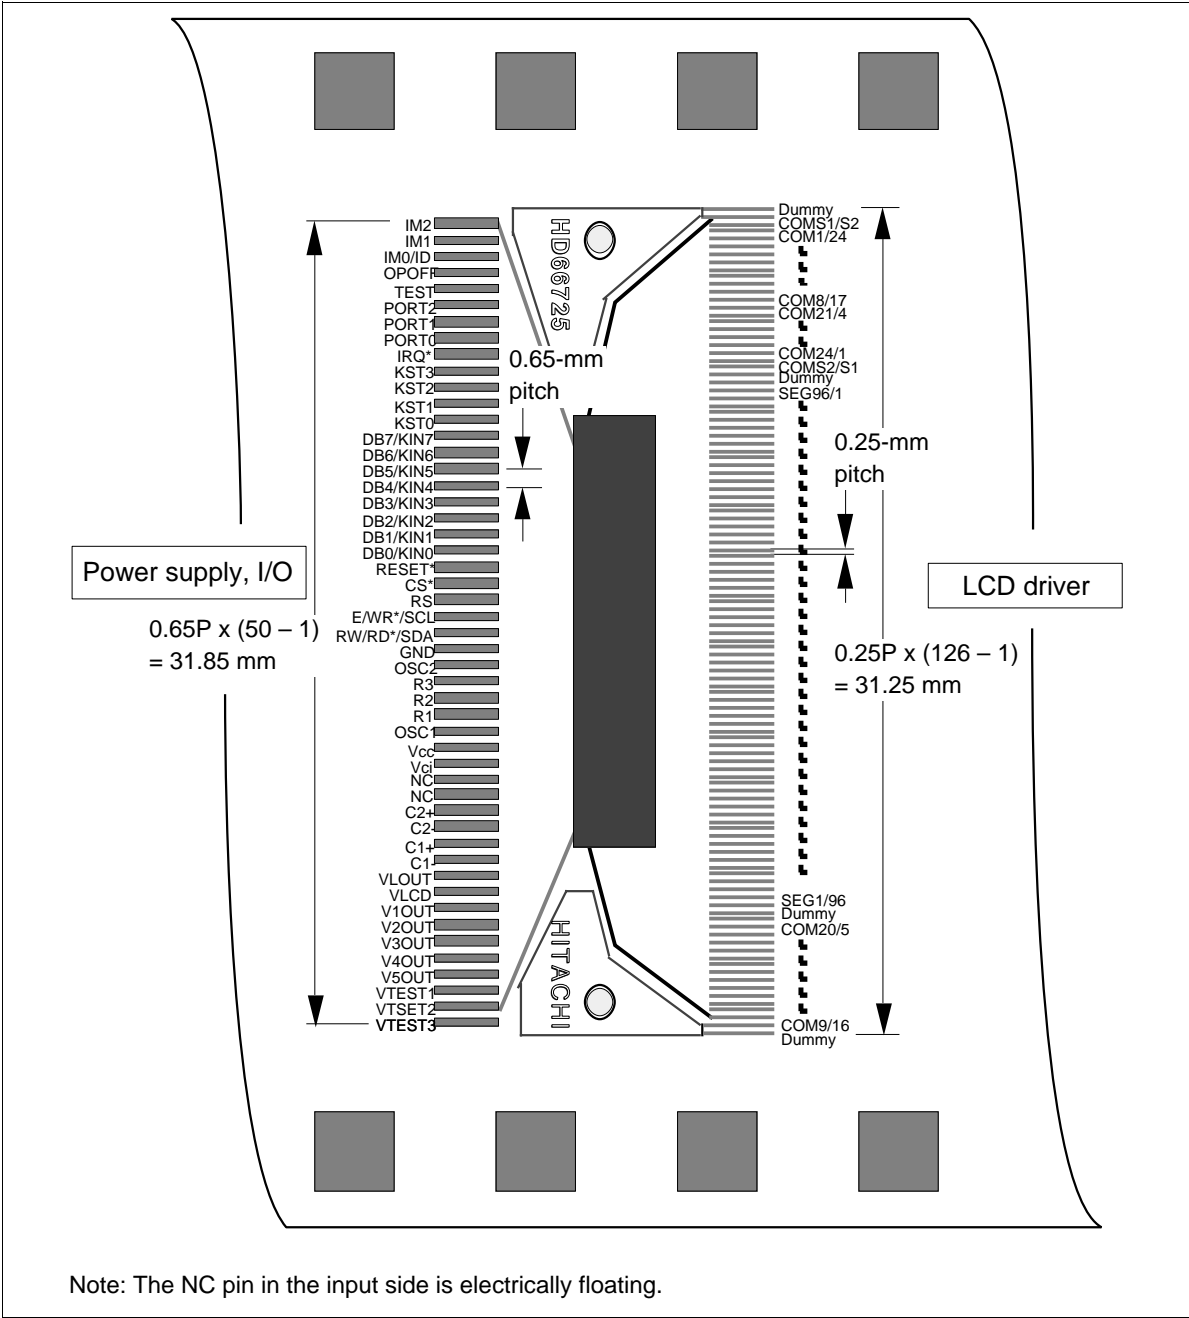 IM2
IM1
IM0/ID
OPOFF
TEST
PORT2
PORT1
PORT0
IRQ*
KST3
KST2
KST1
KST0
DB7/KIN7
DB6/KIN6
DB5/KIN5
DB4/KIN4
DB3/KIN3
DB2/KIN2
DB1/KIN1
DB0/KIN0
RESET*
CS*
RS
E/WR*/SCL
RW/RD*/SDA
GND
OSC2
R3
R2
R1
OSC1
Vcc
Vci
NC
NC
C2+
C2-
C1+
C1-
VLOUT
VLCD
V1OUT
V2OUT
V3OUT
V4OUT
V5OUT
VTEST1
VTSET2
VTEST3
Power supply, I/O
0.65P x (50 – 1)
= 31.85 mm
HD66725
0.65-mm
pitch
HITACHI
Dummy
COMS1/S2
COM1/24
COM8/17
COM21/4
COM24/1
COMS2/S1
Dummy
SEG96/1
0.25-mm
pitch
LCD driver
0.25P x (126 – 1)
= 31.25 mm
SEG1/96
Dummy
COM20/5
COM9/16
Dummy
Note: The NC pin in the input side is electrically floating.